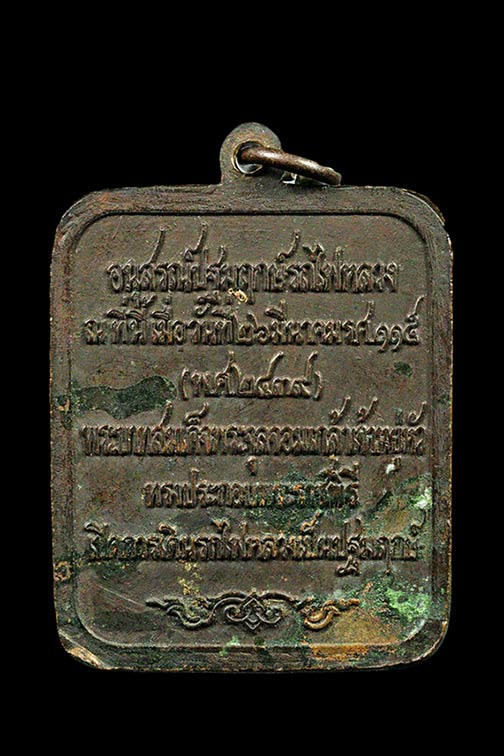 อนุสรณ์ปฐมฤกษ์รถไฟหลวง
ณ ที่นี้ เมื่อวันที่ ๒๖ มีนาคม ร.ศ. ๑๑๕
(พ.ศ. ๒๔๓๙)
พระบาทสมเด็จพระจุลจอมเกล้าเจ้าอยู่หัว
ทรงประกอบพระราชพิธี
เปิดการเดินรถไฟหลวงเป็นปฐมฤกษ์